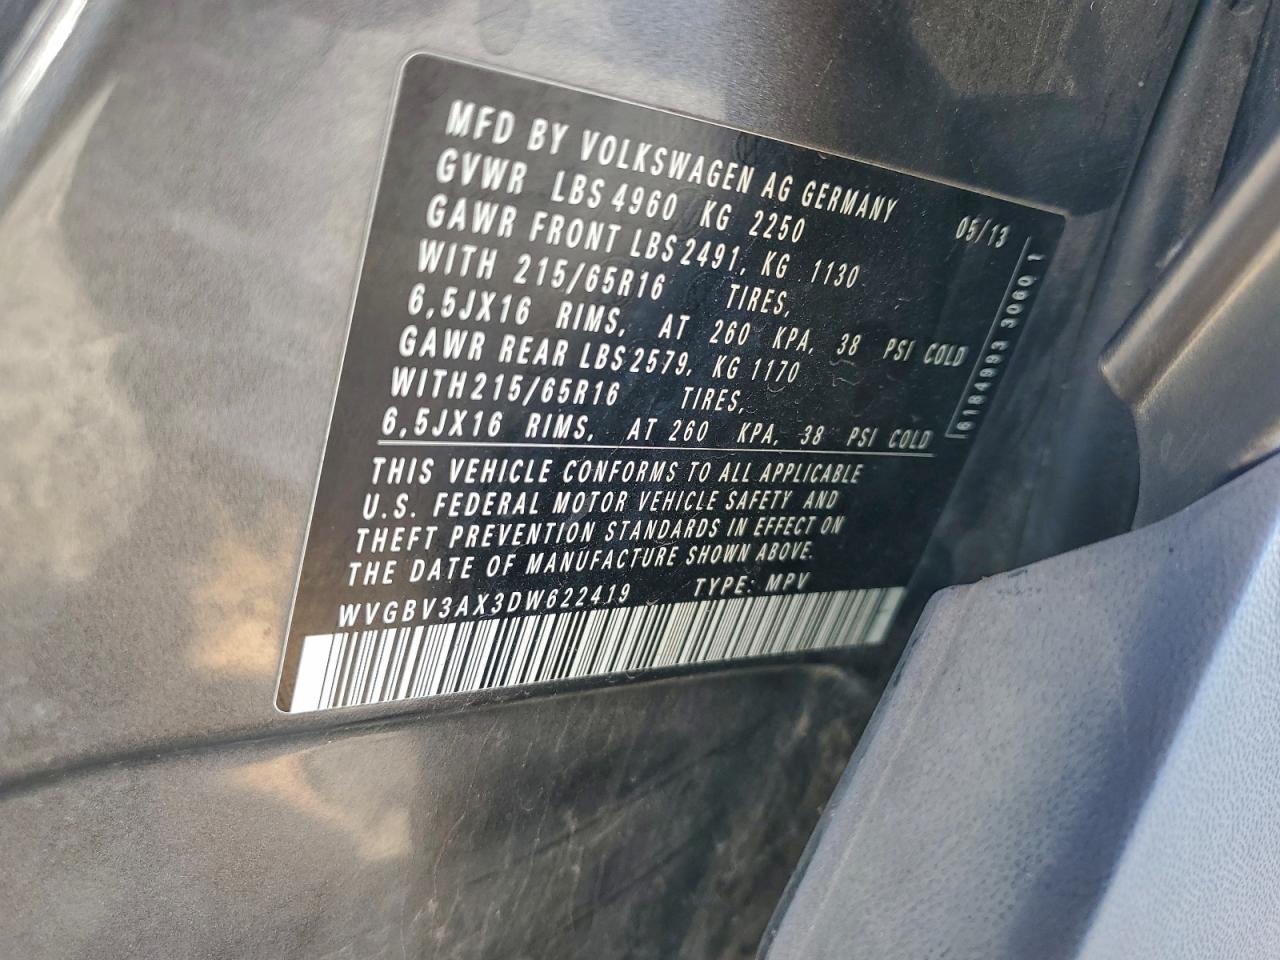 MFD BY VOLKSWAGEN AG GERMANY 05/13
GVWR LBS 4960 KG 2250
GAWR FRONT LBS 2491, KG 1130
WITH 215/65R16 TIRES,
6,5JX16 RIMS, AT 260 KPA, 38 PSI COLD
GAWR REAR LBS 2579, KG 1170
WITH 215/65R16 TIRES,
6,5JX16 RIMS, AT 260 KPA, 38 PSI COLD
THIS VEHICLE CONFORMS TO ALL APPLICABLE
U.S. FEDERAL MOTOR VEHICLE SAFETY AND
THEFT PREVENTION STANDARDS IN EFFECT ON
THE DATE OF MANUFACTURE SHOWN ABOVE.
WVGBV3AX3DW622419 TYPE: MPV
6184993 3060 1